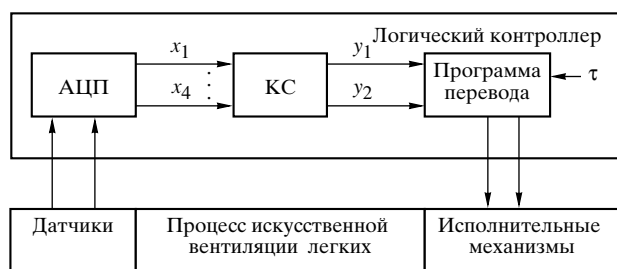 Логический контроллер
x1
y1
АЦП
⋮
КС
Программа
перевода
τ
x4
y2
Датчики
Процесс искусственной
вентиляции легких
Исполнительные
механизмы